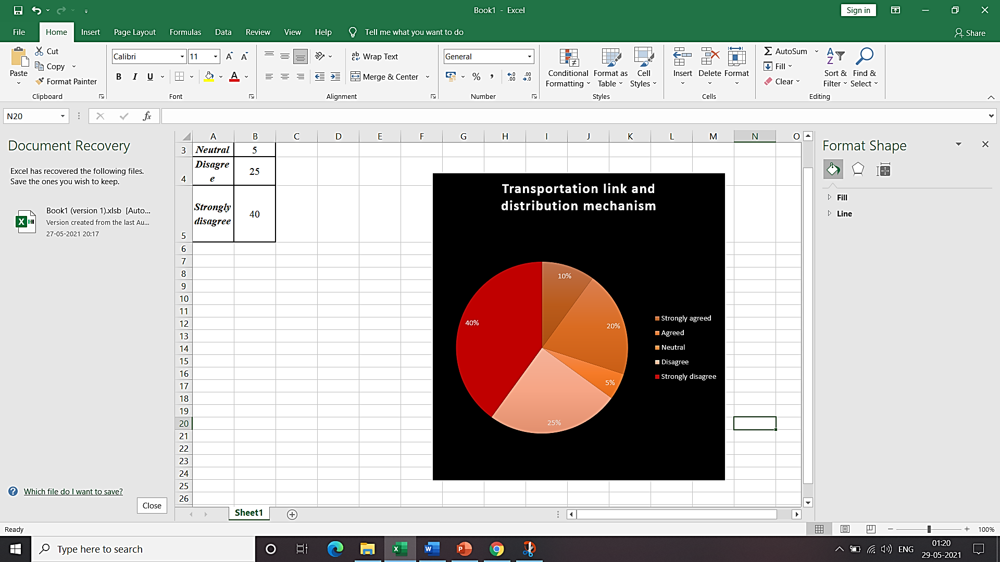 Book1 - Excel
Sign in
File Home Insert Page Layout Formulas Data Review View Help Tell me what you want to do
Share
Paste
Cut
Copy
Format Painter
Clipboard
Calibri 11 A A
B I U A
Font
Wrap Text
Merge & Center
Alignment
General
% ,
Number
Conditional
Formatting
Format as
Table
Cell
Styles
Styles
Insert Delete Format
Cells
AutoSum
Fill
Clear
Sort &
Filter
Find &
Select
Editing
N20
fx
Document Recovery
Excel has recovered the following files.
Save the ones you wish to keep.
Book1 (version 1).xlsb [Auto...
Version created from the last Au...
27-05-2021 20:17
Which file do I want to save?
Close
A B C D E F G H I J K L M N O
3 Neutral 5
4 Disagre
e 25
5 Strongly
disagree 40
6
7
8
9
10
11
12
13
14
15
16
17
18
19
20
21
22
23
24
25
26
Transportation link and
distribution mechanism
10%
20%
5%
25%
40%
Strongly agreed
Agreed
Neutral
Disagree
Strongly disagree
Format Shape
Fill
Line
Sheet1
Ready
100%
Type here to search
ENG
01:20
29-05-2021